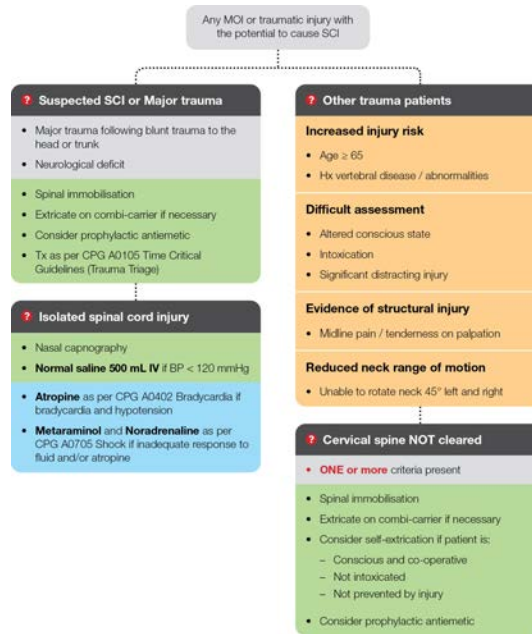 Any MOI or traumatic injury with
the potential to cause SCI
? Suspected SCI or Major trauma
• Major trauma following blunt trauma to the
head or trunk
• Neurological deficit
• Spinal immobilisation
• Extricate on combi-carrier if necessary
• Consider prophylactic antiemetic
• Tx as per CPG A0105 Time Critical
Guidelines (Trauma Triage)
? Isolated spinal cord injury
• Nasal capnography
• Normal saline 500 mL IV if BP < 120 mmHg
• Atropine as per CPG A0402 Bradycardia if
bradycardia and hypotension
• Metaraminol and Noradrenaline as per
CPG A0705 Shock if inadequate response to
fluid and/or atropine
? Other trauma patients
Increased injury risk
• Age ≥ 65
• Hx vertebral disease / abnormalities
Difficult assessment
• Altered conscious state
• Intoxication
• Significant distracting injury
Evidence of structural injury
• Midline pain / tenderness on palpation
Reduced neck range of motion
• Unable to rotate neck 45° left and right
? Cervical spine NOT cleared
• ONE or more criteria present
• Spinal immobilisation
• Extricate on combi-carrier if necessary
• Consider self-extrication if patient is:
– Conscious and co-operative
– Not intoxicated
– Not prevented by injury
• Consider prophylactic antiemetic